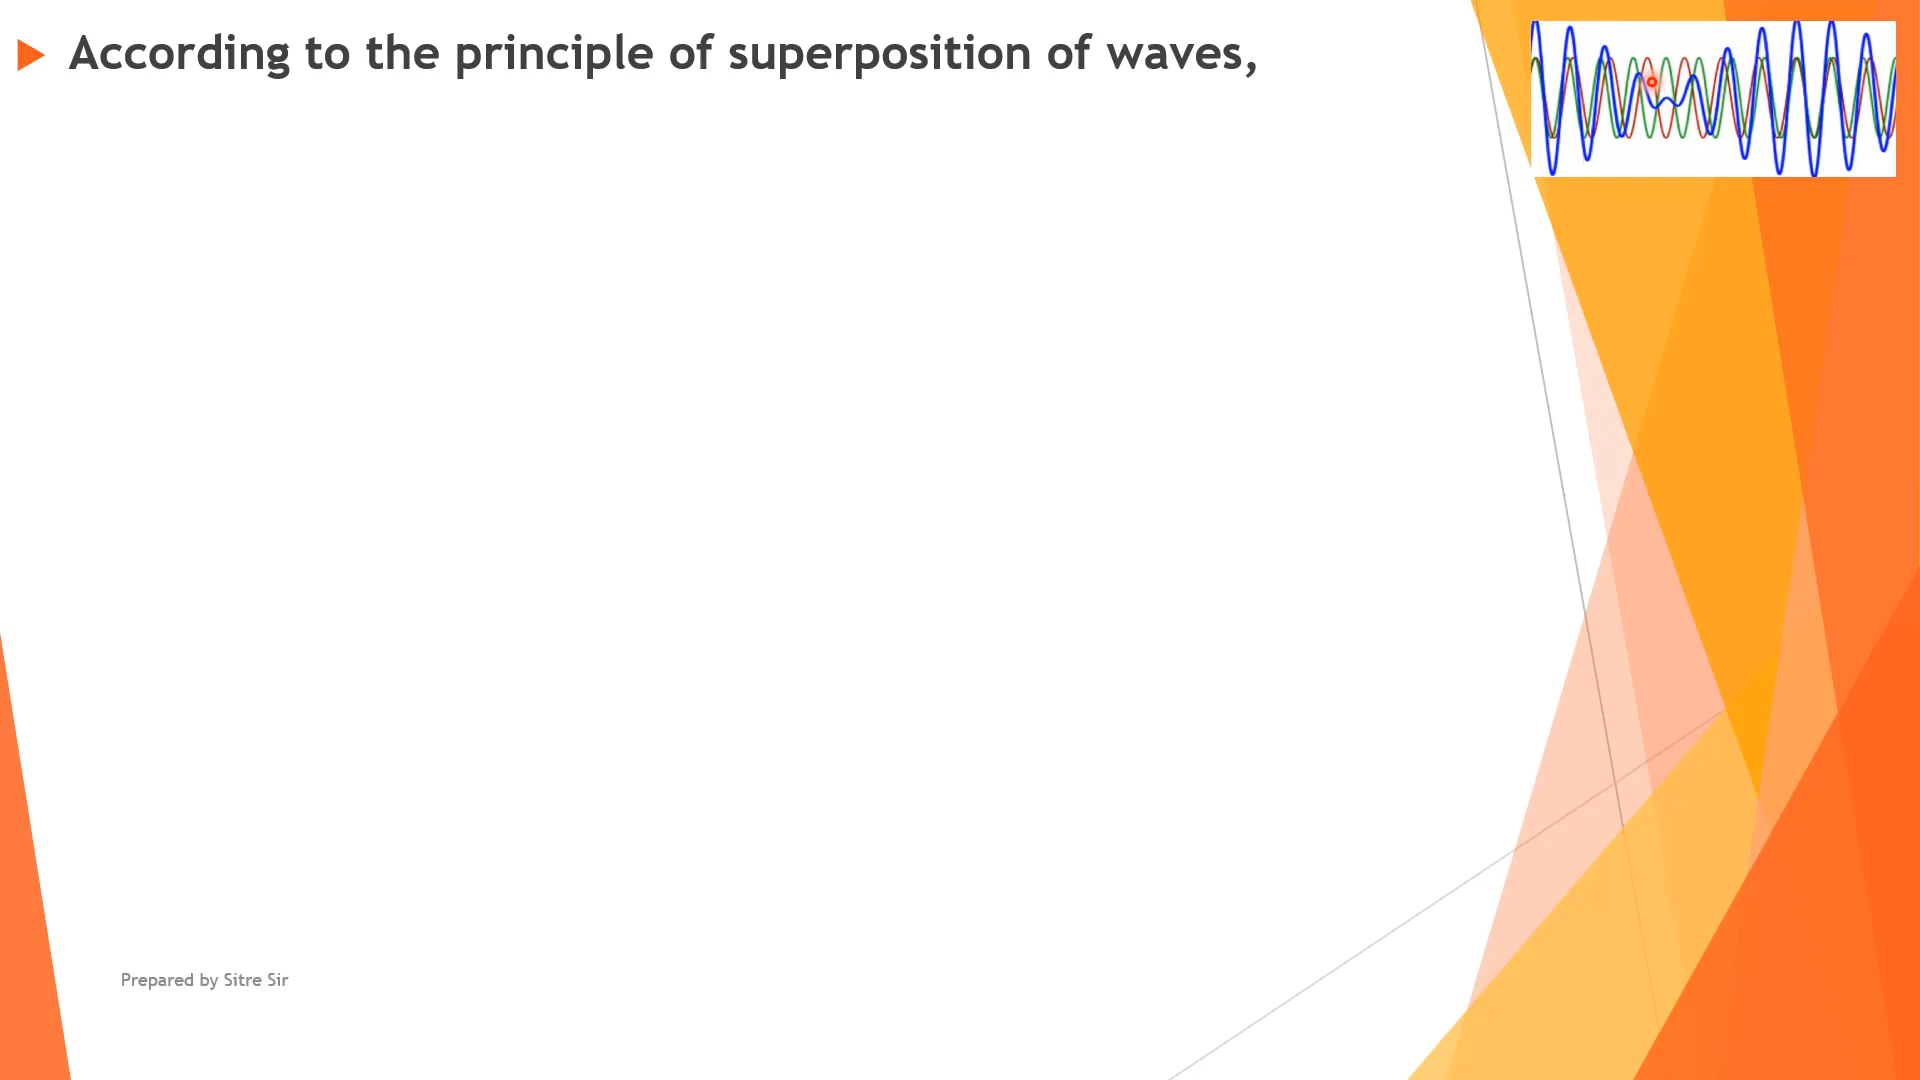 According to the principle of superposition of waves,
Prepared by Sitre Sir